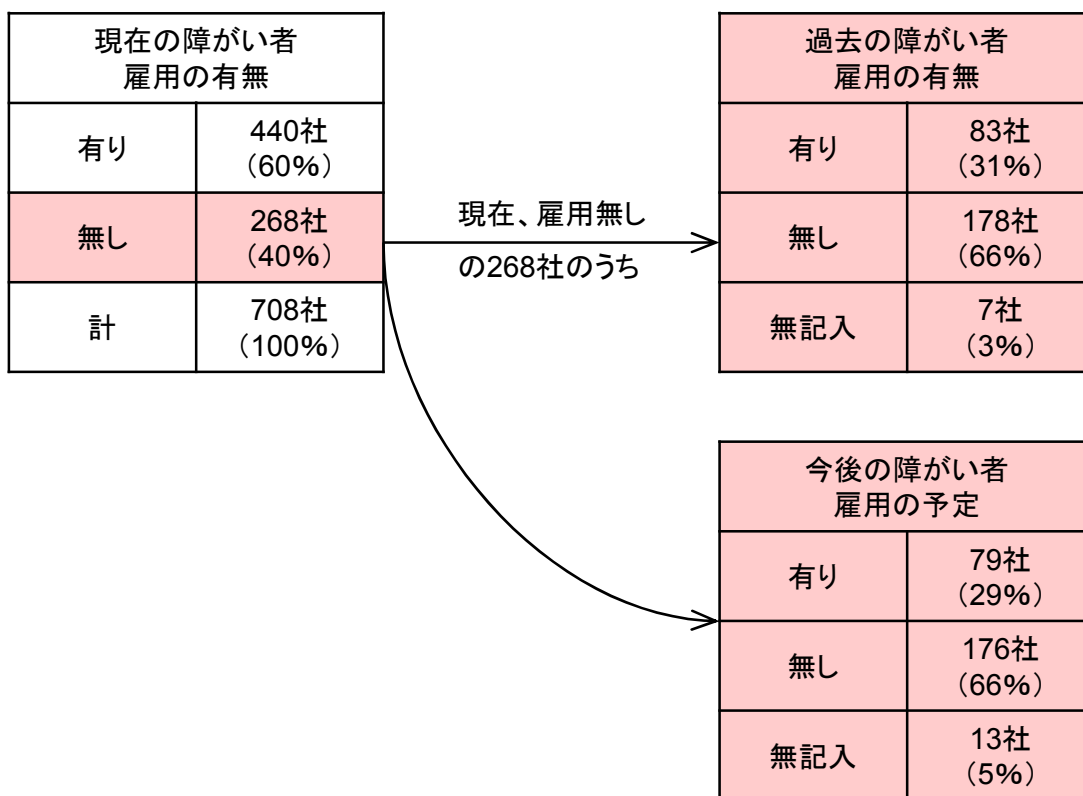 現在の障がい者
雇用の有無
有り
440社
（60%）
無し
268社
（40%）
計
708社
（100%）
現在、雇用無し
の268社のうち
過去の障がい者
雇用の有無
有り
83社
（31%）
無し
178社
（66%）
無記入
7社
（3%）
今後の障がい者
雇用の予定
有り
79社
（29%）
無し
176社
（66%）
無記入
13社
（5%）